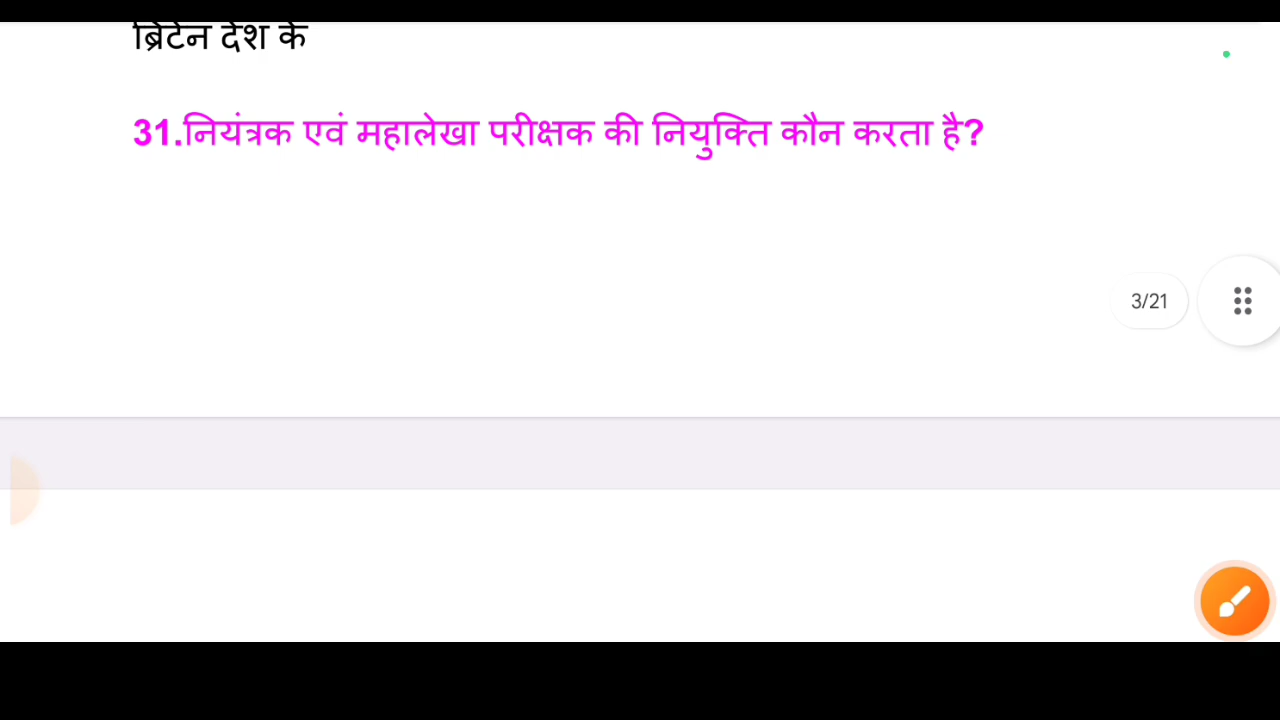 ब्रिटेन देश के
31.नियंत्रक एवं महालेखा परीक्षक की नियुक्ति कौन करता है?
3/21